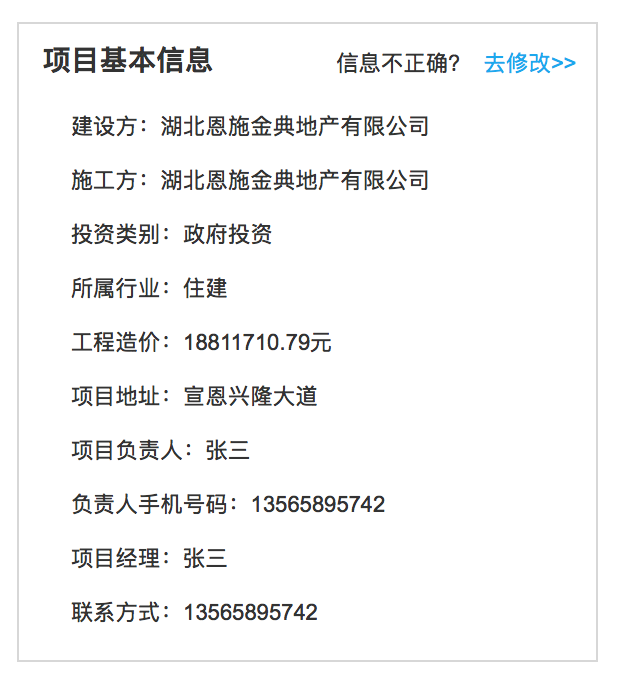 项目基本信息 信息不正确? 去修改>>
建设方：湖北恩施金典地产有限公司
施工方：湖北恩施金典地产有限公司
投资类别：政府投资
所属行业：住建
工程造价：18811710.79元
项目地址：宣恩兴隆大道
项目负责人：张三
负责人手机号码：13565895742
项目经理：张三
联系方式：13565895742